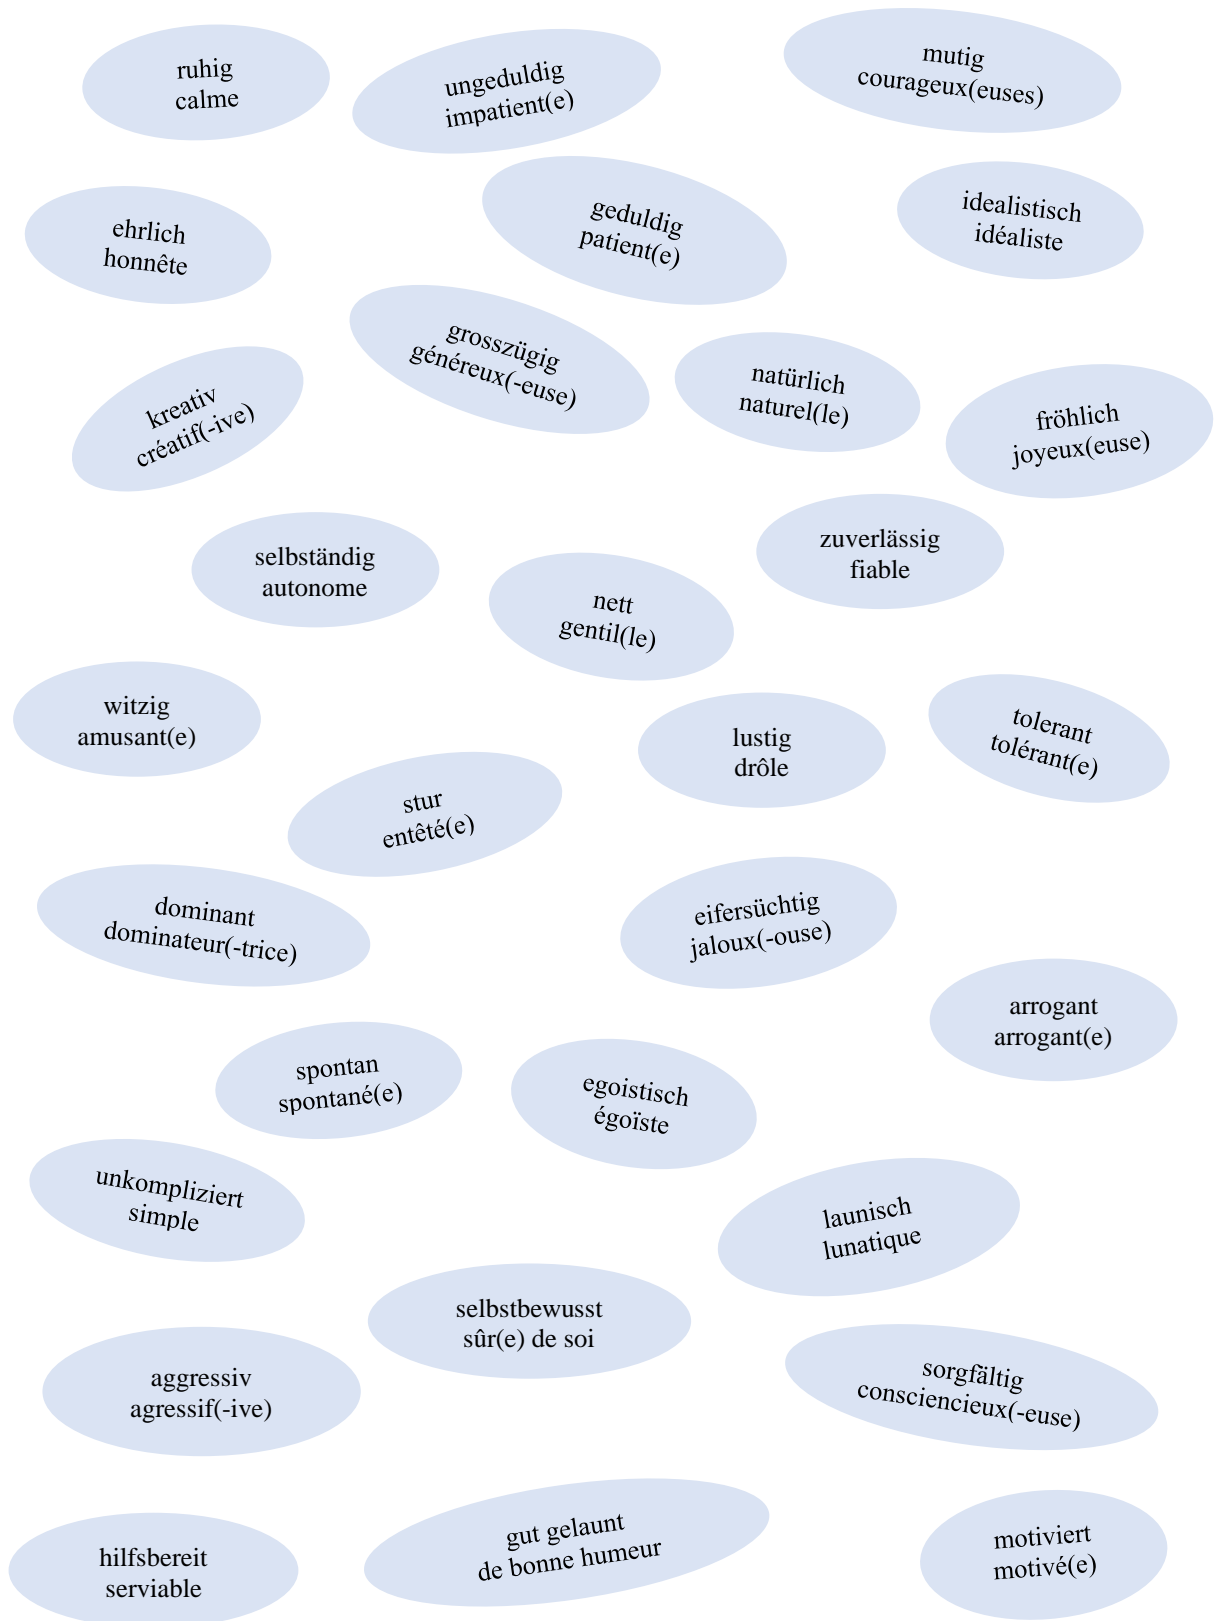 ruhig
calme
ungeduldig
impatient(e)
mutig
courageux(euses)
ehrlich
honnête
geduldig
patient(e)
idealistisch
idéaliste
grosszügig
généreux(-euse)
natürlich
naturel(le)
kreativ
créatif(-ive)
fröhlich
joyeux(euse)
selbständig
autonome
nett
gentil(le)
zuverlässig
fiable
witzig
amusant(e)
lustig
drôle
tolerant
tolérant(e)
stur
entêté(e)
dominant
dominateur(-trice)
eifersüchtig
jaloux(-ouse)
arrogant
arrogant(e)
spontan
spontané(e)
egoistisch
égoïste
unkompliziert
simple
launisch
lunatique
selbstbewusst
sûr(e) de soi
aggressiv
agressif(-ive)
sorgfältig
consciencieux(-euse)
hilfsbereit
serviable
gut gelaunt
de bonne humeur
motiviert
motivé(e)